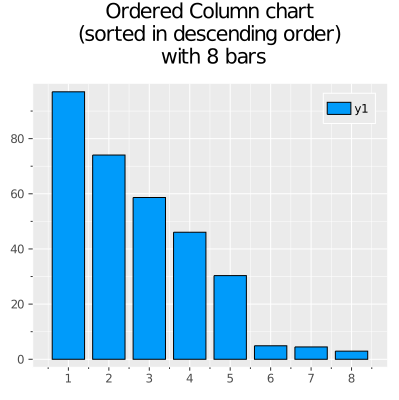 Ordered Column chart
(sorted in descending order)
with 8 bars
y1
80
60
40
20
0
1 2 3 4 5 6 7 8